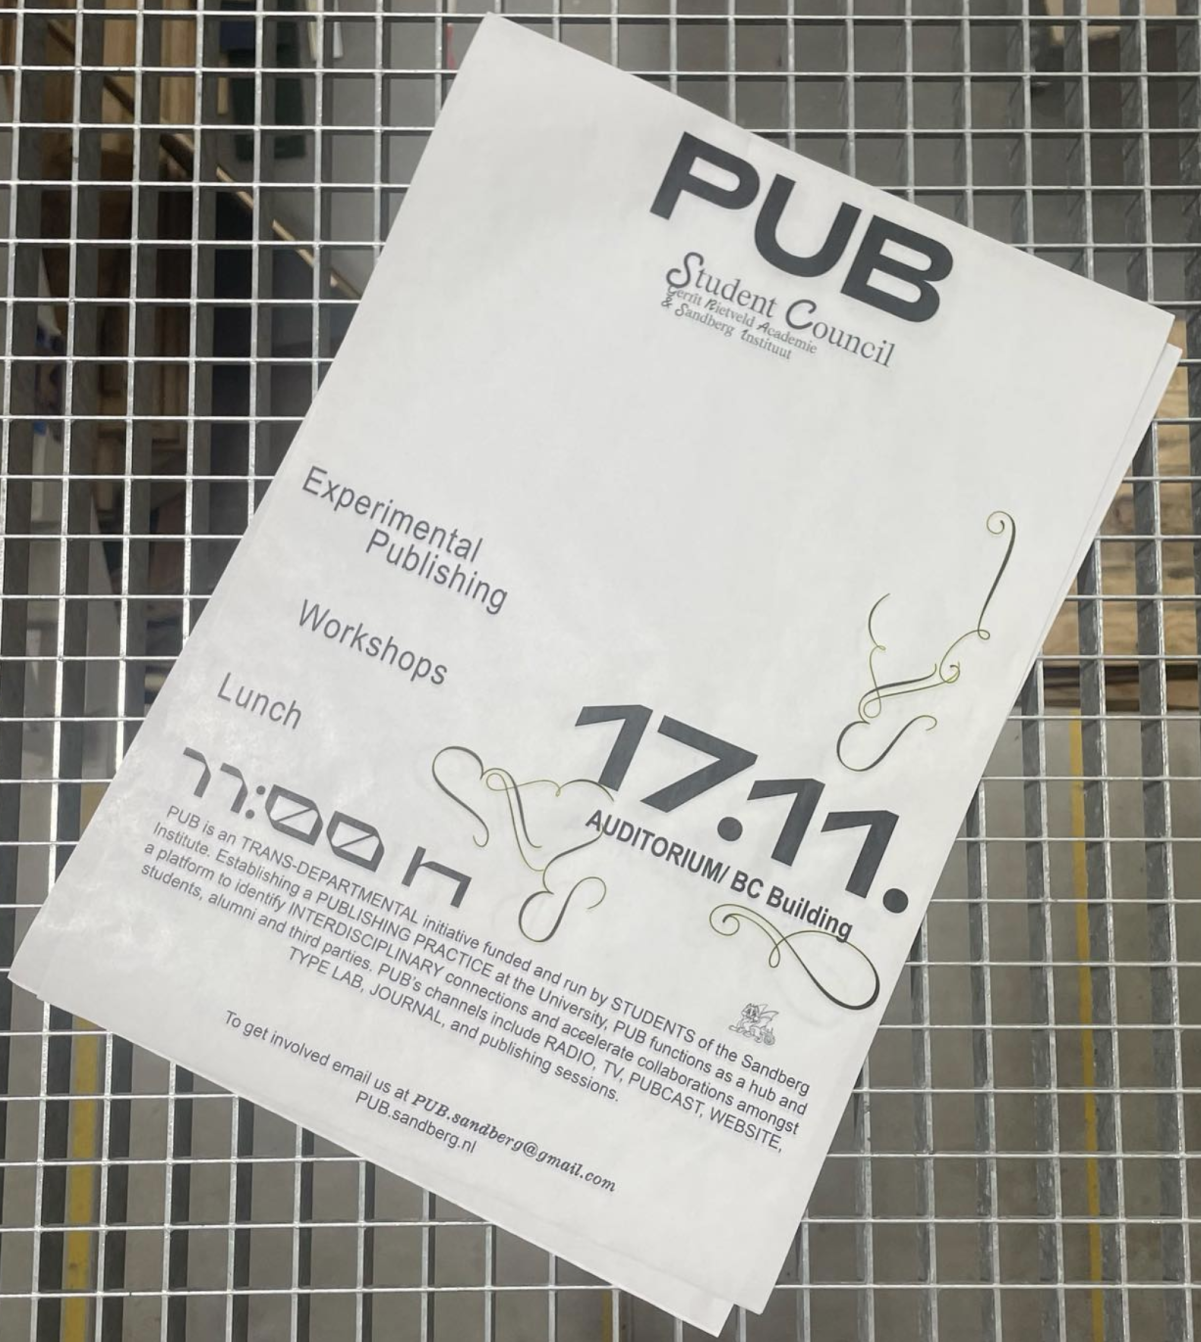 PUB
Student Council
Gerrit Rietveld Academie
& Sandberg Instituut
Experimental
Publishing
Workshops
Lunch
11:00 h
17.11.
AUDITORIUM/ BC Building
PUB is an TRANS-DEPARTMENTAL initiative funded and run by STUDENTS of the Sandberg
Institute. Establishing a PUBLISHING PRACTICE at the University, PUB functions as a hub and
a platform to identify INTERDISCIPLINARY connections and accelerate collaborations amongst
students, alumni and third parties. PUB's channels include RADIO, TV, PUBCAST, WEBSITE,
TYPE LAB, JOURNAL, and publishing sessions.
To get involved email us at PUB.sandberg@gmail.com
PUB.sandberg.nl